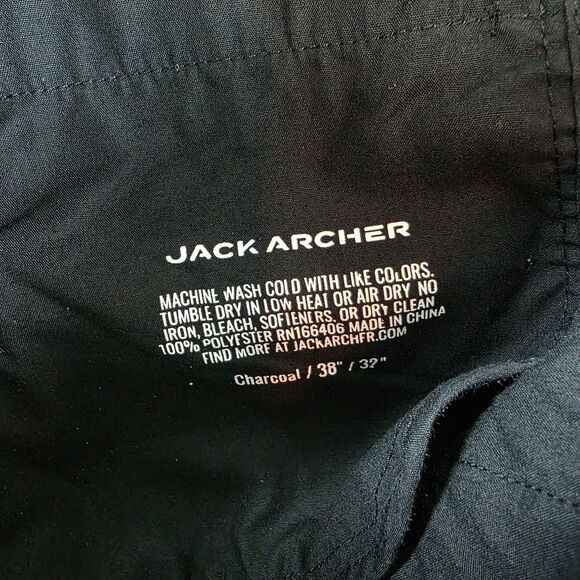 JACK ARCHER
MACHINE WASH COLD WITH LIKE COLORS.
TUMBLE DRY IN LOW HEAT OR AIR DRY. NO
IRON, BLEACH, SOFTENERS. OR DRY CLEAN
100% POLYESTER RN166406 MADE IN CHINA
FIND MORE AT JACKARCHER.COM
Charcoal / 38" / 32"